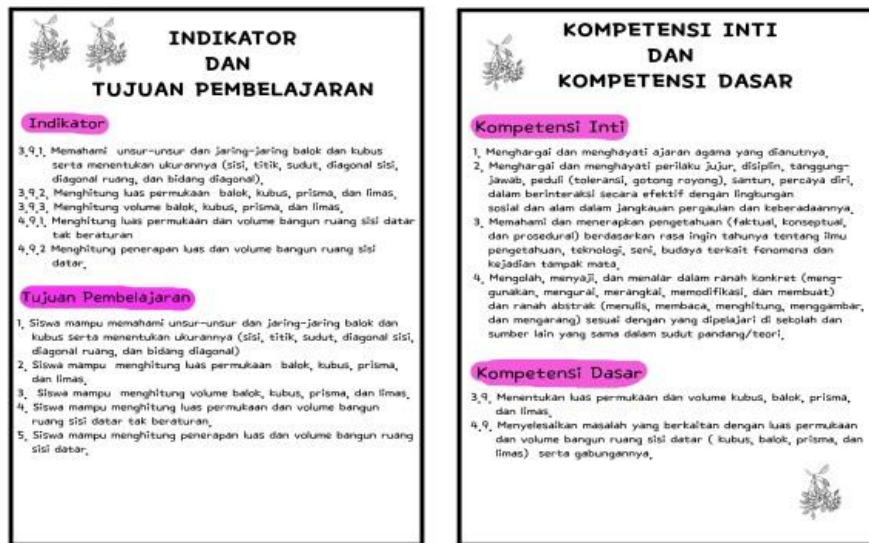 INDIKATOR
DAN
TUJUAN PEMBELAJARAN
Indikator
3.9.1. Memahami unsur-unsur dan jaring-jaring balok dan kubus
serta menentukan ukurannya (sisi, titik, sudut, diagonal sisi,
diagonal ruang, dan bidang diagonal).
3.9.2. Menghitung luas permukaan balok, kubus, prisma, dan limas.
3.9.3. Menghitung volume balok, kubus, prisma, dan limas.
4.9.1. Menghitung luas permukaan dan volume bangun ruang sisi datar
tak beraturan
4.9.2 Menghitung penerapan luas dan volume bangun ruang sisi
datar.
Tujuan Pembelajaran
1. Siswa mampu memahami unsur-unsur dan jaring-jaring balok dan
kubus serta menentukan ukurannya (sisi, titik, sudut, diagonal sisi,
diagonal ruang, dan bidang diagonal)
2. Siswa mampu menghitung luas permukaan balok, kubus, prisma,
dan limas.
3. Siswa mampu menghitung volume balok, kubus, prisma, dan limas.
4. Siswa mampu menghitung luas permukaan dan volume bangun
ruang sisi datar tak beraturan.
5. Siswa mampu menghitung penerapan luas dan volume bangun ruang
sisi datar.
KOMPETENSI INTI
DAN
KOMPETENSI DASAR
Kompetensi Inti
1. Menghargai dan menghayati ajaran agama yang dianutnya.
2. Menghargai dan menghayati perilaku jujur, disiplin, tanggung-
jawab, peduli (toleransi, gotong royong), santun, percaya diri,
dalam berinteraksi secara efektif dengan lingkungan
sosial dan alam dalam jangkauan pergaulan dan keberadaannya.
3. Memahami dan menerapkan pengetahuan (faktual, konseptual,
dan prosedural) berdasarkan rasa ingin tahunya tentang ilmu
pengetahuan, teknologi, seni, budaya terkait fenomena dan
kejadian tampak mata.
4. Mengolah, menyaji, dan menalar dalam ranah konkret (meng-
gunakan, mengurai, merangkai, memodifikasi, dan membuat)
dan ranah abstrak (menulis, membaca, menghitung, menggambar,
dan mengarang) sesuai dengan yang dipelajari di sekolah dan
sumber lain yang sama dalam sudut pandang/teori.
Kompetensi Dasar
3.9. Menentukan luas permukaan dan volume kubus, balok, prisma,
dan limas.
4.9. Menyelesaikan masalah yang berkaitan dengan luas permukaan
dan volume bangun ruang sisi datar ( kubus, balok, prisma, dan
limas) serta gabungannya.